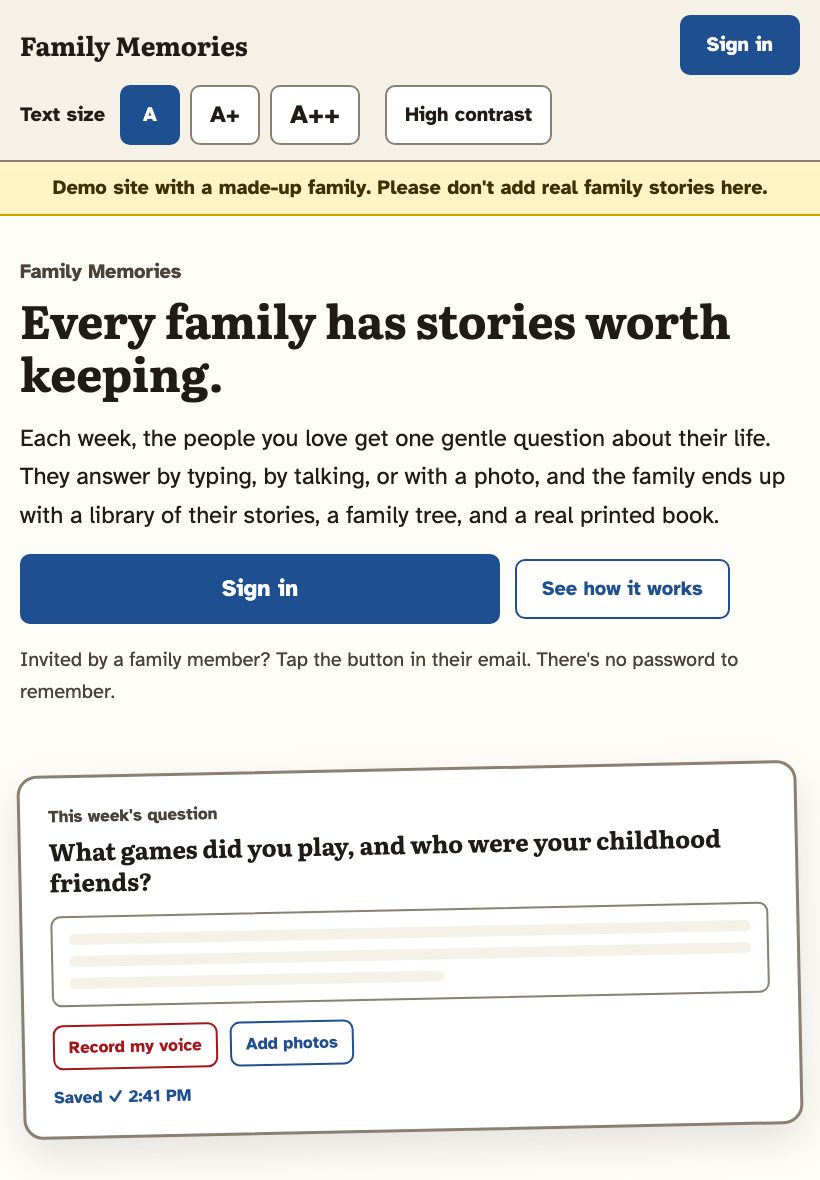 Family Memories
Sign in
Text size
A
A+
A++
High contrast
Demo site with a made-up family. Please don't add real family stories here.
Family Memories
Every family has stories worth
keeping.
Each week, the people you love get one gentle question about their life.
They answer by typing, by talking, or with a photo, and the family ends up
with a library of their stories, a family tree, and a real printed book.
Sign in
See how it works
Invited by a family member? Tap the button in their email. There's no password to
remember.
This week's question
What games did you play, and who were your childhood
friends?
Record my voice
Add photos
Saved ✓ 2:41 PM